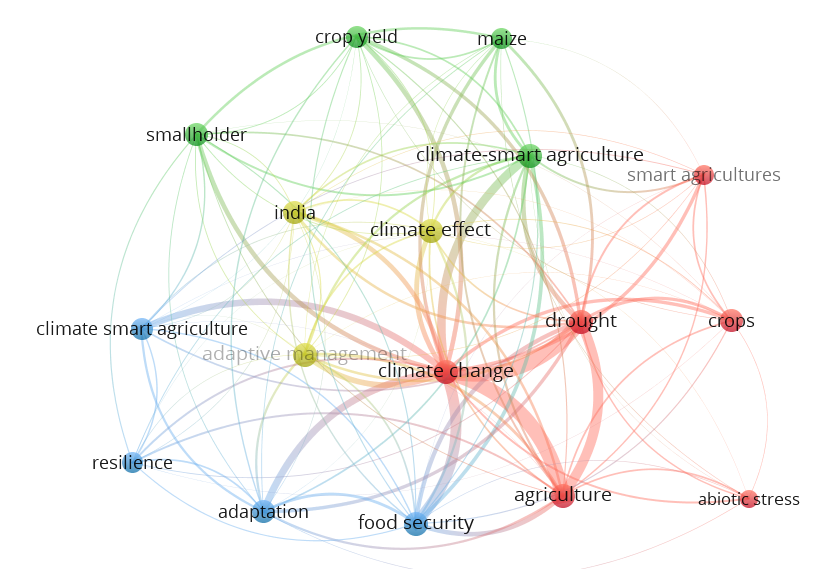 crop yield
maize
smallholder
climate-smart agriculture
smart agricultures
india
climate effect
climate smart agriculture
drought
crops
adaptive management
climate change
resilience
adaptation
food security
agriculture
abiotic stress